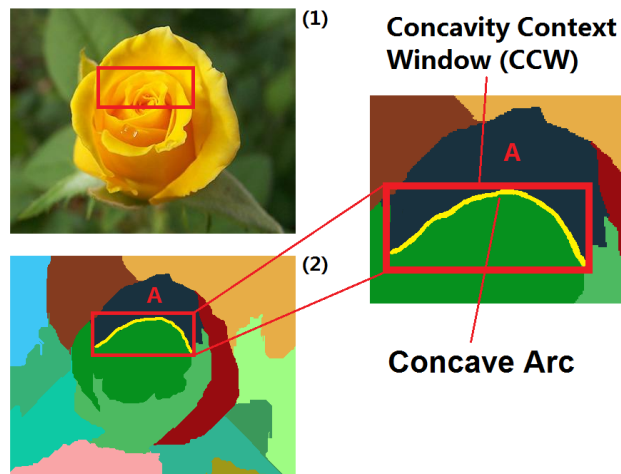 (1)
Concavity Context
Window (CCW)
A
(2)
A
Concave Arc